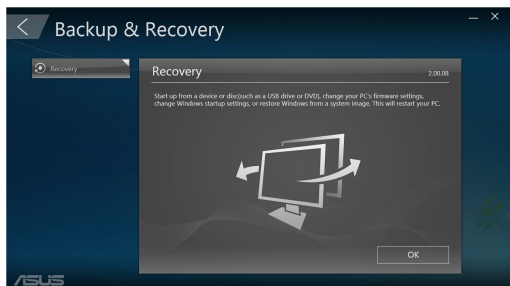 Backup & Recovery
Recovery
Recovery
2.00.08
Start up from a device or disc(such as a USB drive or DVD), change your PC's firmware settings,
change Windows startup settings, or restore Windows from a system image. This will restart your PC.
OK
ASUS